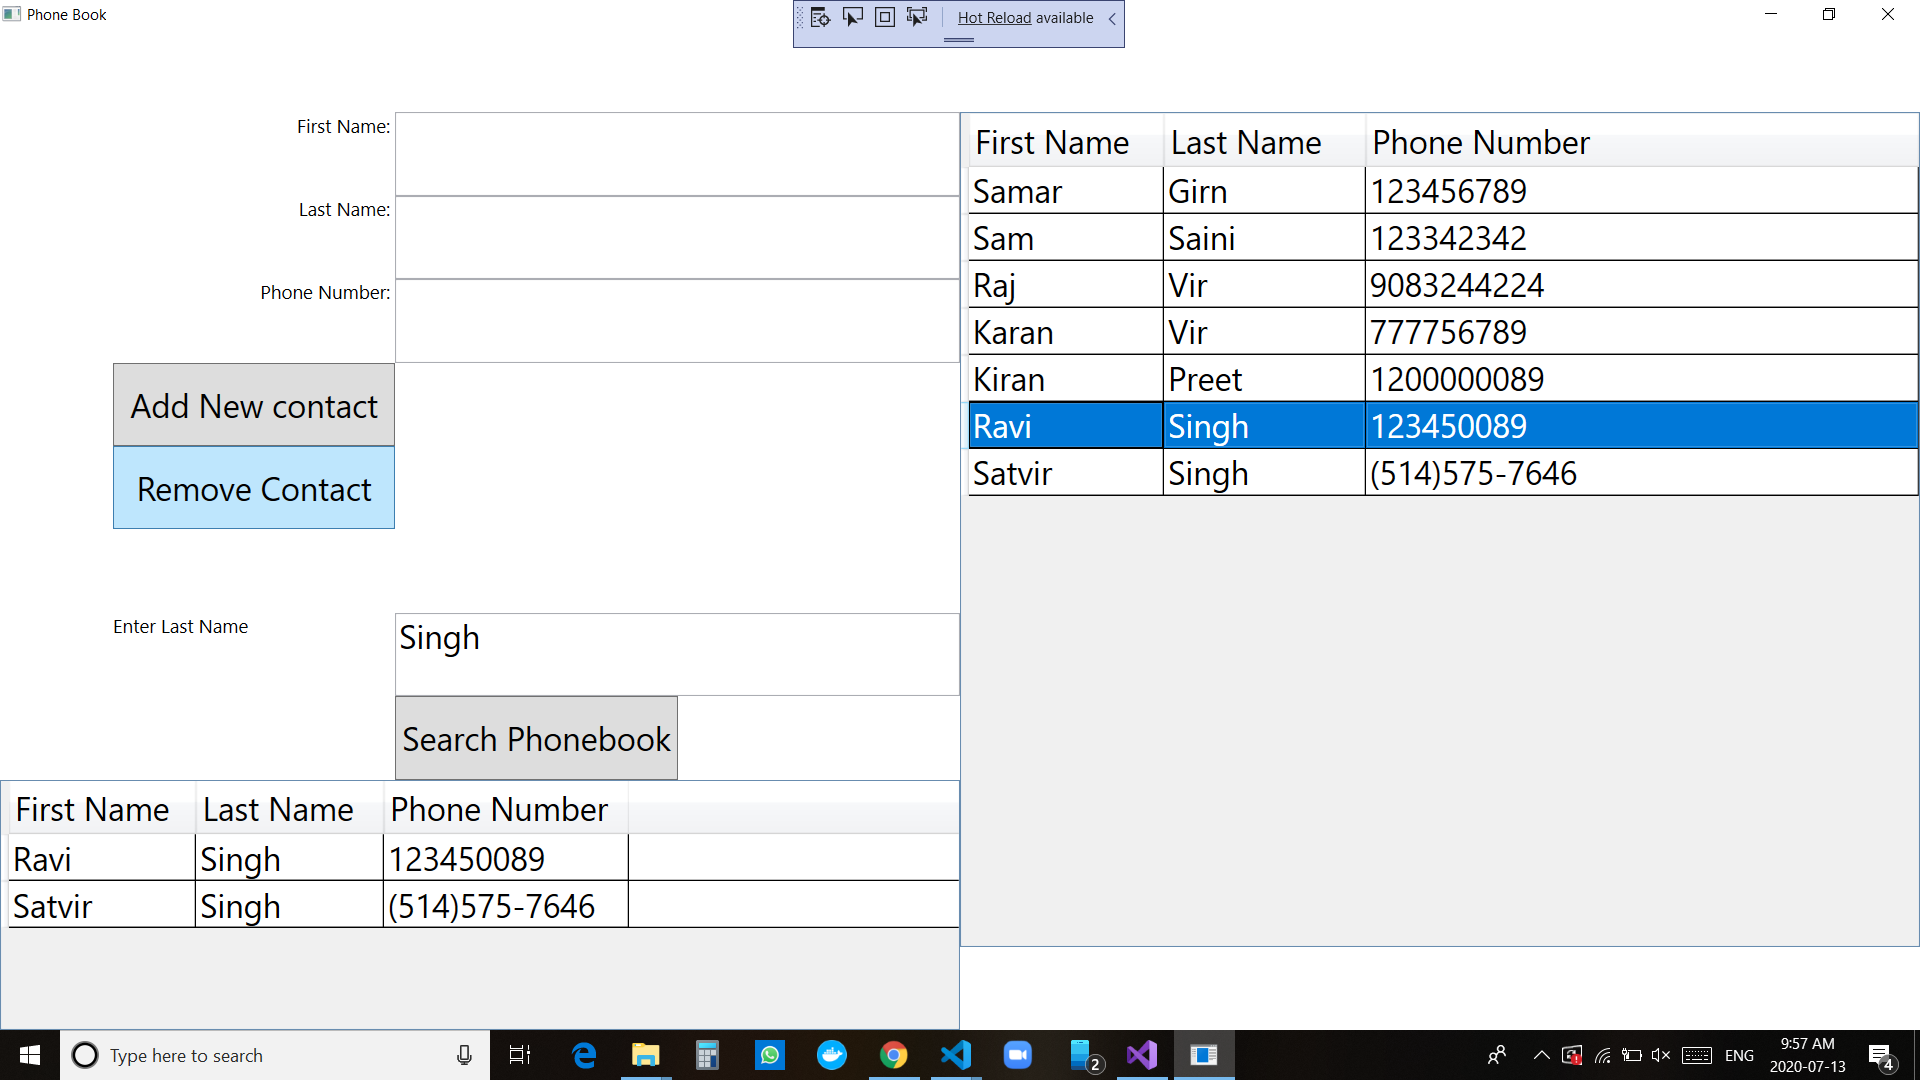 Phone Book
Hot Reload available
First Name:
Last Name:
Phone Number:
Add New contact
Remove Contact
Enter Last Name
Singh
Search Phonebook
First Name Last Name Phone Number
Ravi Singh 123450089
Satvir Singh (514)575-7646
First Name Last Name Phone Number
Samar Girn 123456789
Sam Saini 123342342
Raj Vir 9083244224
Karan Vir 777756789
Kiran Preet 1200000089
Ravi Singh 123450089
Satvir Singh (514)575-7646
Type here to search
2
ENG
9:57 AM
2020-07-13
4